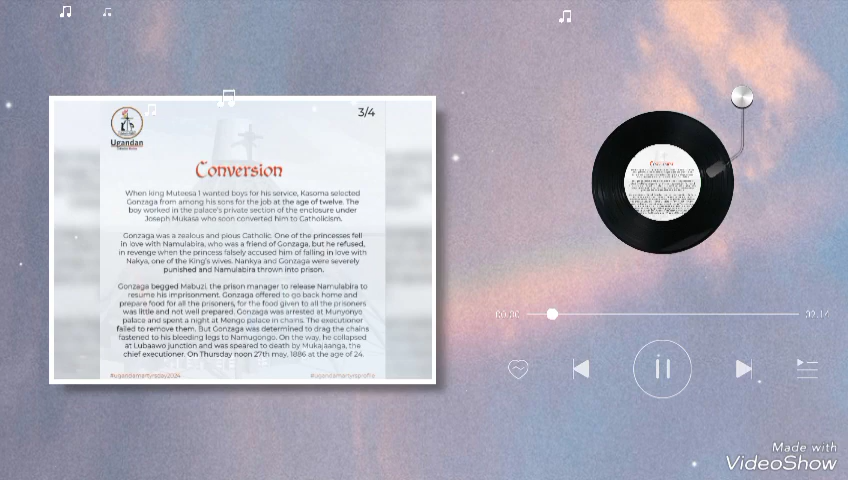 3/4
Ugandan
Conversion
When king Muteesa 1 wanted boys for his service, Kasoma selected
Gonzaga from among his sons for the job at the age of twelve. The
boy worked in the palace's private section of the enclosure under
Joseph Mukasa who soon converted him to Catholicism.
Gonzaga was a zealous and pious Catholic. One of the princesses fell
in love with Namulabira, who was a friend of Gonzaga, but he refused,
in revenge when the princess falsely accused him of falling in love with
Nakya, one of the King's wives. Nankya and Gonzaga were severely
punished and Namulabira thrown into prison.
Gonzaga begged Mabuzi, the prison manager to release Namulabira to
resume his imprisonment. Gonzaga offered to go back home and
prepare food for all the prisoners, for the food given to all the prisoners
was little and not well prepared. Gonzaga was arrested at Munyonyo
palace and spent a night at Mengo palace in chains. The executioner
failed to remove them. But Gonzaga was determined to drag the chains
fastened to his bleeding legs to Namugongo. On the way, he collapsed
at Lubaawo junction and was speared to death by Mukajaanga, the
chief executioner. On Thursday noon 27th may, 1886 at the age of 24.
#ugandamartyrsday2024
#ugandamartyrsprofile
00:00
02:14
Made with
VideoShow